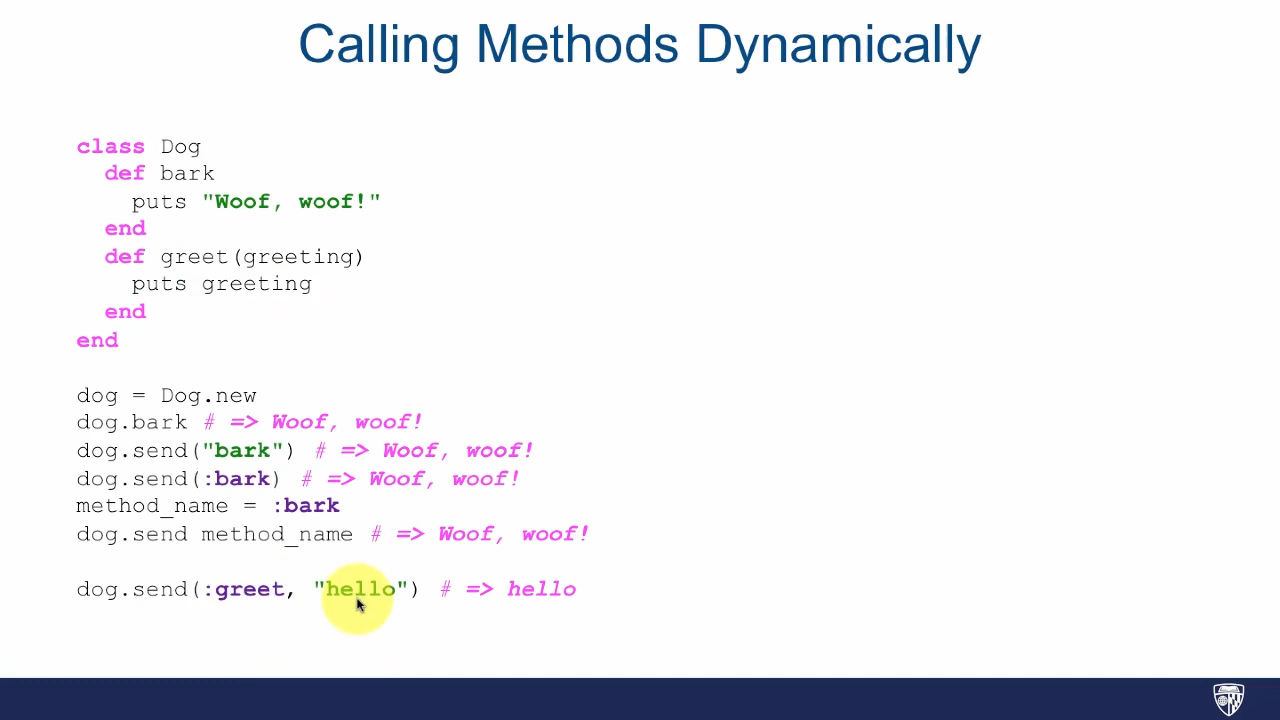 Calling Methods Dynamically
class Dog
  def bark
    puts "Woof, woof!"
  end
  def greet(greeting)
    puts greeting
  end
end
dog = Dog.new
dog.bark # => Woof, woof!
dog.send("bark") # => Woof, woof!
dog.send(:bark) # => Woof, woof!
method_name = :bark
dog.send method_name # => Woof, woof!
dog.send(:greet, "hello") # => hello